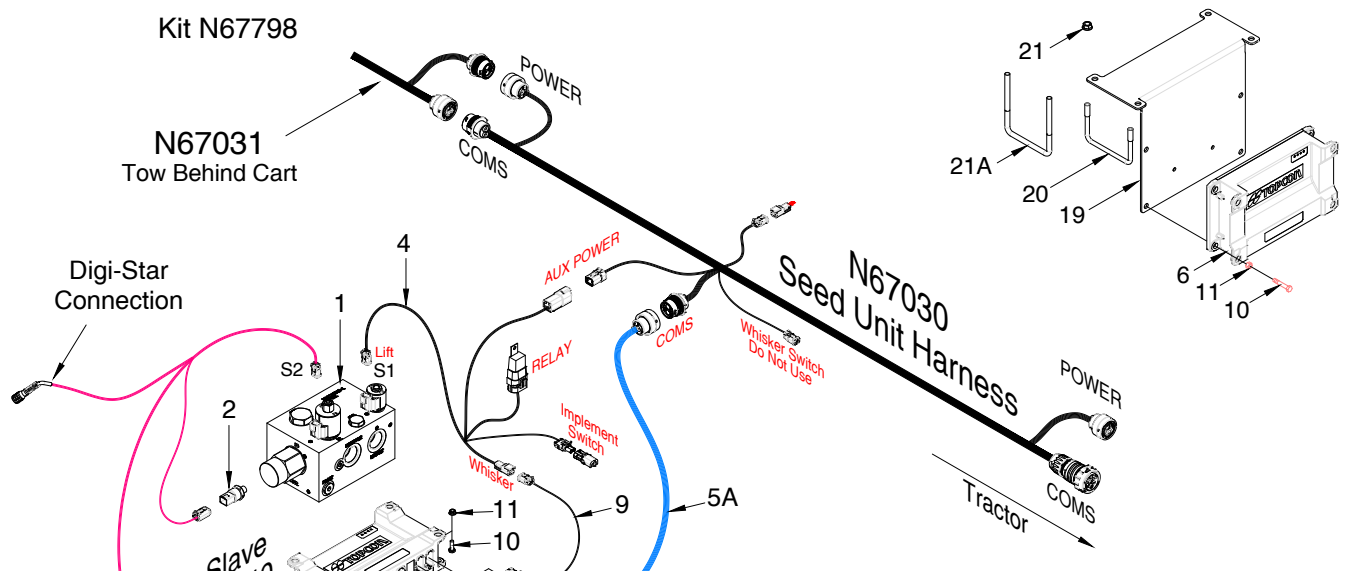 Kit N67798
POWER
N67031
Tow Behind Cart
COMS
21
21A
20
19
TOPCON
6
11
10
4
Digi-Star
Connection
1
AUX POWER
N67030
Seed Unit Harness
COMS
Whisker Switch
Do Not Use
Lift
S2
S1
RELAY
2
Implement
Switch
POWER
Whisker
9
5A
COMS
Tractor
11
10
Slave
TOPCON